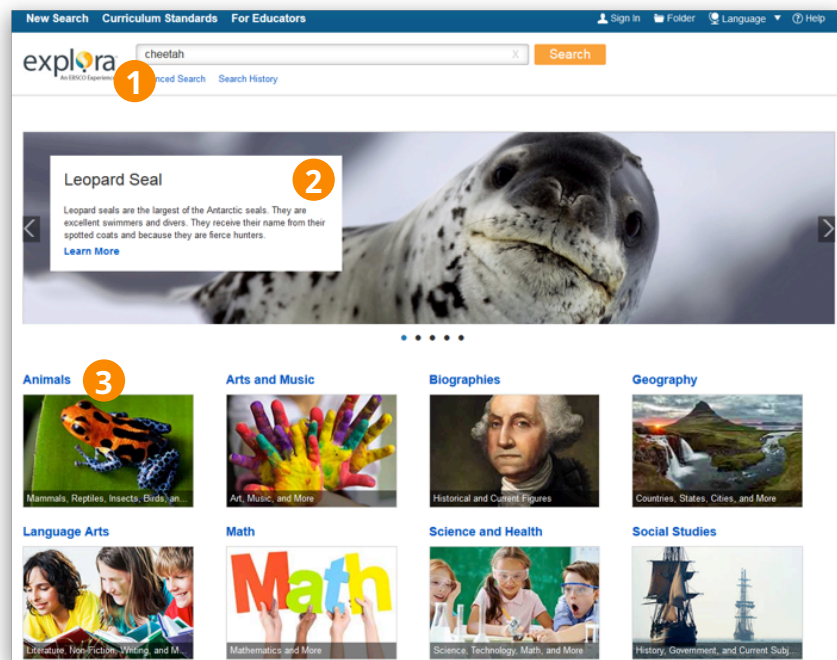 New Search Curriculum Standards For Educators Sign In Folder Language ▼ ? Help
explora
An EBSCO Experience
cheetah X Search
1
nced Search Search History
Leopard Seal
2
Leopard seals are the largest of the Antarctic seals. They are
excellent swimmers and divers. They receive their name from their
spotted coats and because they are fierce hunters.
Learn More
Animals 3 Arts and Music Biographies Geography
Mammals, Reptiles, Insects, Birds, an... Art, Music, and More Historical and Current Figures Countries, States, Cities, and More
Language Arts Math Science and Health Social Studies
Math
Literature, Non-Fiction, Writing, and M... Mathematics and More Science, Technology, Math, and More History, Government, and Current Subj...